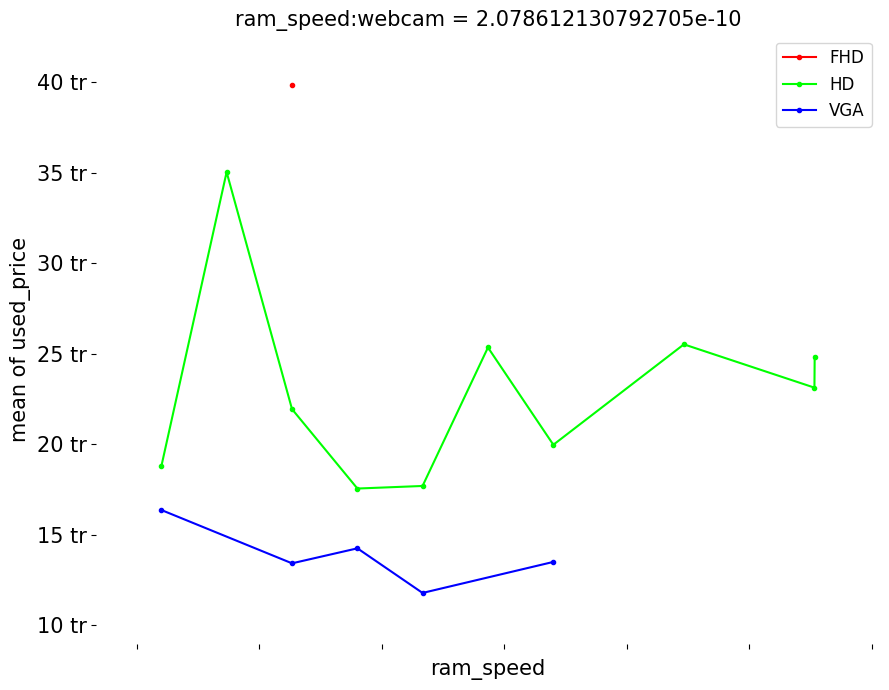 ram_speed:webcam = 2.078612130792705e-10
FHD
HD
VGA
40 tr
35 tr
30 tr
25 tr
20 tr
15 tr
10 tr
mean of used_price
ram_speed